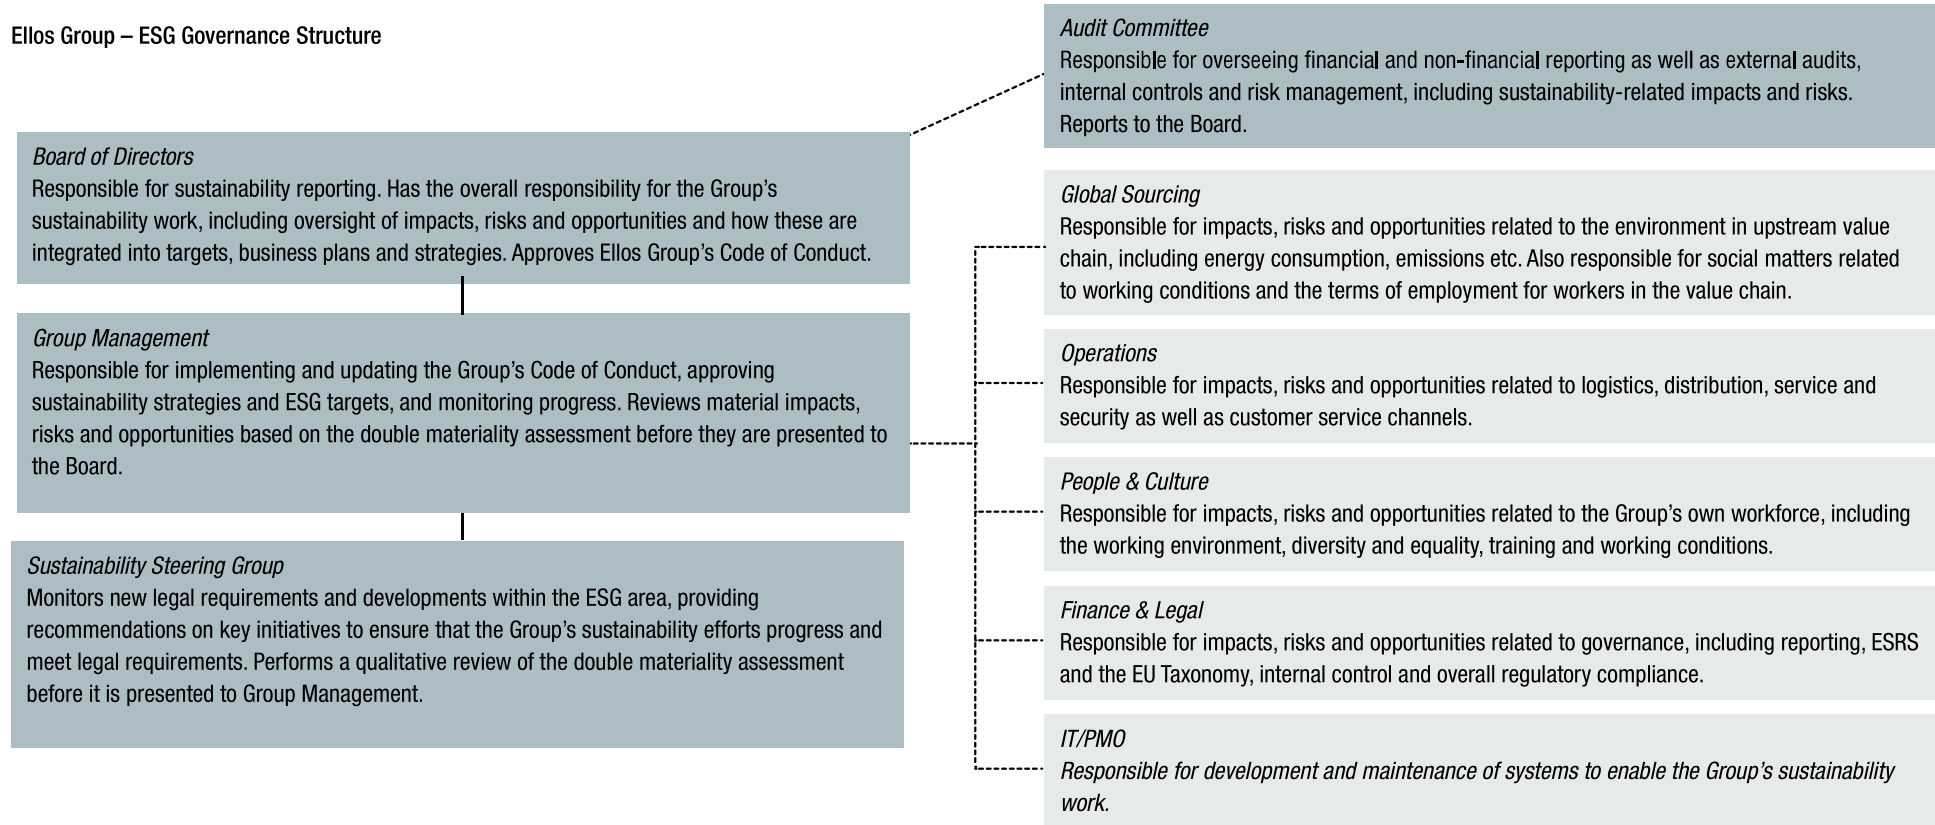 Ellos Group – ESG Governance Structure
Board of Directors
Responsible for sustainability reporting. Has the overall responsibility for the Group’s
sustainability work, including oversight of impacts, risks and opportunities and how these are
integrated into targets, business plans and strategies. Approves Ellos Group’s Code of Conduct.
Group Management
Responsible for implementing and updating the Group’s Code of Conduct, approving
sustainability strategies and ESG targets, and monitoring progress. Reviews material impacts,
risks and opportunities based on the double materiality assessment before they are presented to
the Board.
Sustainability Steering Group
Monitors new legal requirements and developments within the ESG area, providing
recommendations on key initiatives to ensure that the Group’s sustainability efforts progress and
meet legal requirements. Performs a qualitative review of the double materiality assessment
before it is presented to Group Management.
Audit Committee
Responsible for overseeing financial and non-financial reporting as well as external audits,
internal controls and risk management, including sustainability-related impacts and risks.
Reports to the Board.
Global Sourcing
Responsible for impacts, risks and opportunities related to the environment in upstream value
chain, including energy consumption, emissions etc. Also responsible for social matters related
to working conditions and the terms of employment for workers in the value chain.
Operations
Responsible for impacts, risks and opportunities related to logistics, distribution, service and
security as well as customer service channels.
People & Culture
Responsible for impacts, risks and opportunities related to the Group’s own workforce, including
the working environment, diversity and equality, training and working conditions.
Finance & Legal
Responsible for impacts, risks and opportunities related to governance, including reporting, ESRS
and the EU Taxonomy, internal control and overall regulatory compliance.
IT/PMO
Responsible for development and maintenance of systems to enable the Group’s sustainability
work.